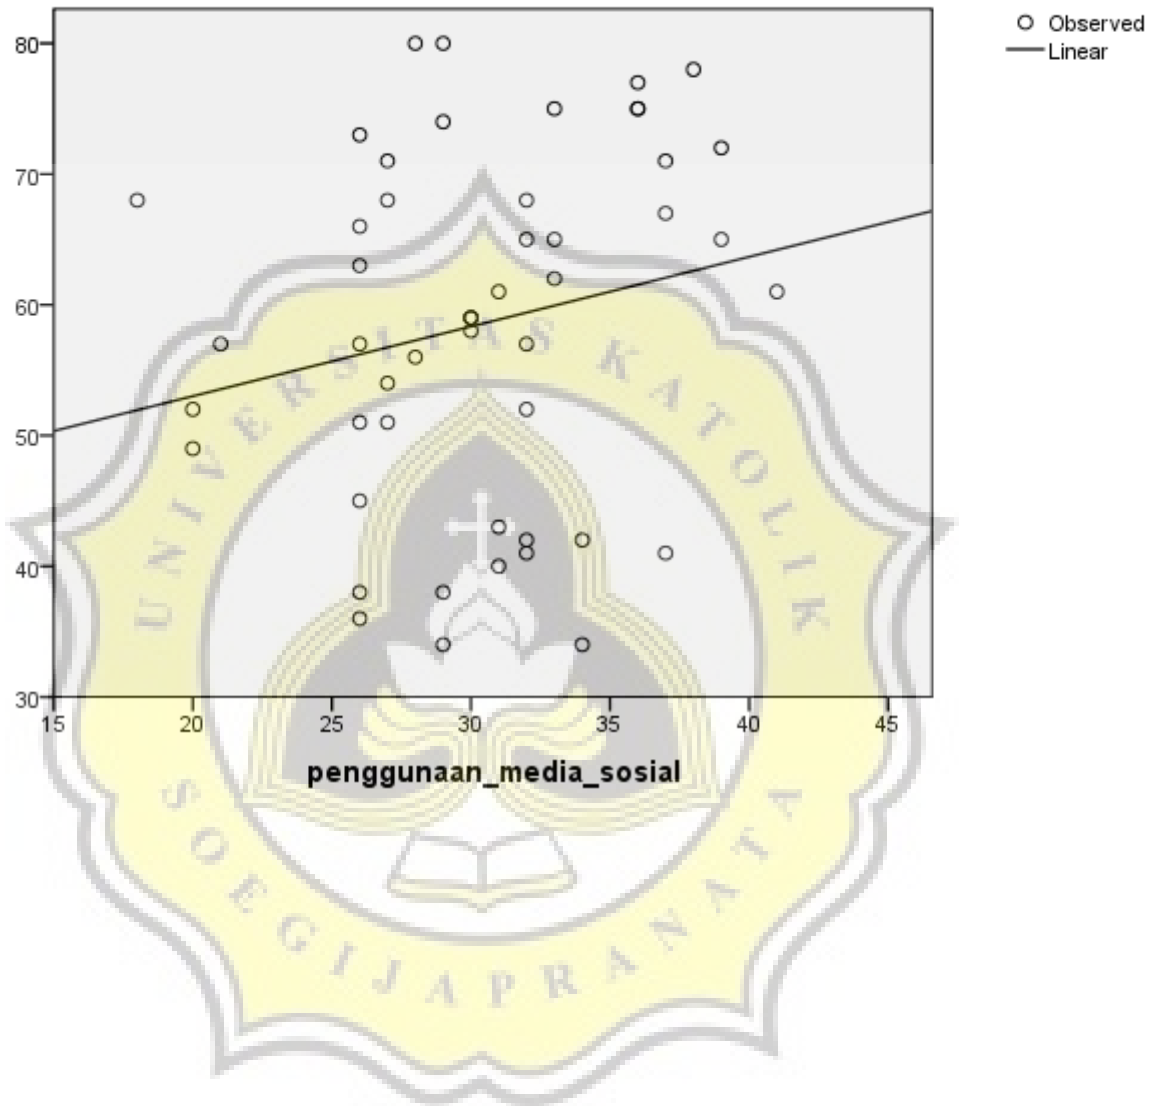 Observed
Linear
80
70
60
50
40
30
15 20 25 30 35 40 45
penggunaan_media_sosial
UNIVERSITAS KATOLIK
SOEGIJAPRANATA